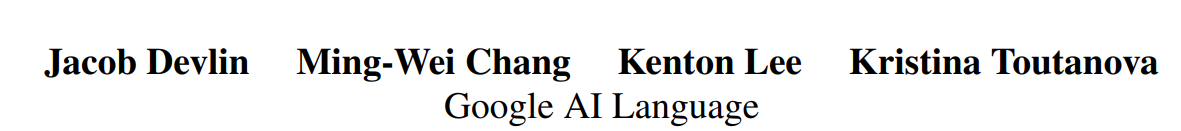 Jacob Devlin Ming-Wei Chang Kenton Lee Kristina Toutanova
Google AI Language